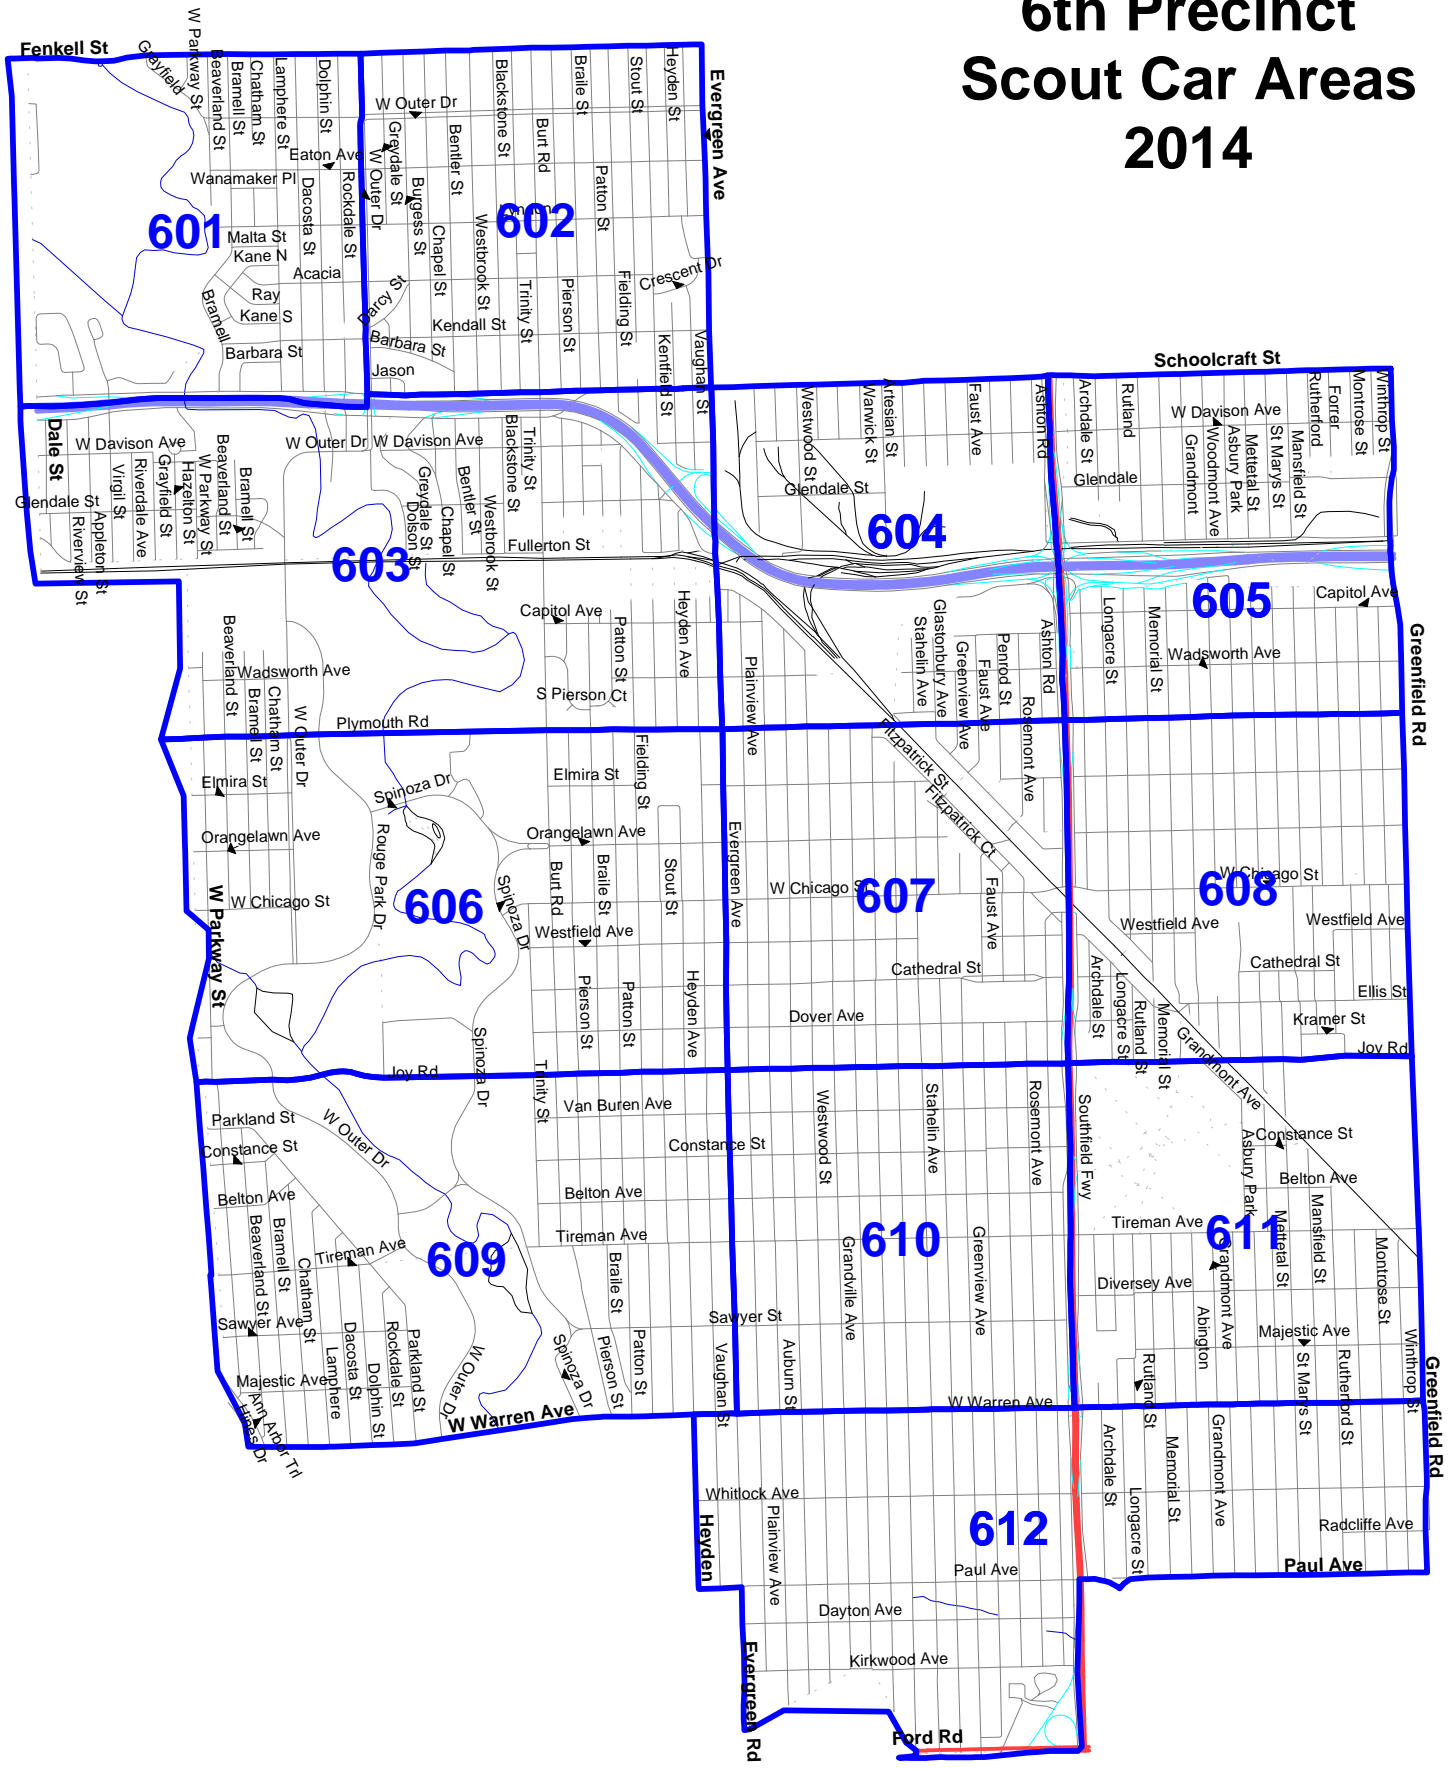 6th Precinct
Scout Car Areas
2014
Fenkell St
Grayfield
W Parkway St
Beaverland St
Bramell St
Chatham St
Lamphere St
Dolphin St
W Outer Dr
Blackstone St
Braile St
Stout St
Heyden St
Evergreen Ave
Eaton Ave
Greydale St
Bentler St
Burt Rd
Wanamaker Pl
Dacosta St
Rockdale St
W Outer Dr
Burgess St
Patton St
601
602
Malta St
Kane N
Acacia
Chapel St
Westbrook St
Crescent Dr
Ray
Kane S
Bramell
Darcy St
Kendall St
Trinity St
Pierson St
Fielding St
Barbara St
Barbara St
Jason
Kentfield St
Vaughan St
Schoolcraft St
Dale St
W Davison Ave
W Outer Dr
W Davison Ave
Blackstone St
Trinity St
Westwood St
Warwick St
Artesian St
Faust Ave
Ashton Rd
Archdale St
Rutland
W Davison Ave
Rutherford
Forrer
Montrose St
Winthrop St
Glendale St
Virgil St
Riverdale Ave
Grayfield St
Hazelton St
W Parkway St
Beaverland St
Bramell St
Greydale St
Dolson St
Chapel St
Bentler St
Westbrook St
Glendale St
Glendale
Grandmont
Woodmont Ave
Asbury Park
Mettetal St
St Marys St
Mansfield St
Riverview St
Appleton St
603
Fullerton St
604
605
Capitol Ave
Capitol Ave
Greenfield Rd
Beaverland St
Wadsworth Ave
Bramell St
Chatham St
W Outer Dr
Patton St
Heyden Ave
S Pierson Ct
Plainview Ave
Stahelin Ave
Glastonbury Ave
Greenview Ave
Faust Ave
Penrod St
Rosemont Ave
Ashton Rd
Longacre St
Memorial St
Wadsworth Ave
Plymouth Rd
Fitzpatrick St
Fitzpatrick Ct
Elmira St
Spinoza Dr
Elmira St
Fielding St
Orangelawn Ave
Rouge Park Dr
Orangelawn Ave
Evergreen Ave
W Chicago St
W Parkway St
606
Spinoza Dr
Burt Rd
Braile St
Stout St
W Chicago St
607
Faust Ave
W Chicago St
608
Westfield Ave
Westfield Ave
Westfield Ave
Cathedral St
Cathedral St
Pierson St
Patton St
Heyden Ave
Dover Ave
Archdale St
Longacre St
Rutland St
Memorial St
Ellis St
Kramer St
Spinoza Dr
Joy Rd
Joy Rd
Grandmont Ave
Trinity St
Van Buren Ave
Parkland St
W Outer Dr
Constance St
Constance St
Westwood St
Stahelin Ave
Rosemont Ave
Southfield Fwy
Asbury Park
Constance St
Belton Ave
Belton Ave
Belton Ave
Beaverland St
Bramell St
Chatham St
Tireman Ave
609
Tireman Ave
Braile St
610
Grandville Ave
Greenview Ave
Tireman Ave
611
Grandmont Ave
Mettetal St
Mansfield St
Montrose St
Diversey Ave
Abington
Sawyer Ave
Sawyer St
Majestic Ave
Majestic Ave
Lamphere
Dacosta St
Dolphin St
Rockdale St
Parkland St
W Outer Dr
Spinoza Dr
Pierson St
Patton St
Vaughan St
Auburn St
Rutland St
St Marys St
Rutherford St
Winthrop St
Greenfield Rd
Hines Dr
Ann Arbor Trl
W Warren Ave
W Warren Ave
Archdale St
Longacre St
Memorial St
Grandmont Ave
Whitlock Ave
Heyden
Plainview Ave
612
Radcliffe Ave
Paul Ave
Paul Ave
Dayton Ave
Kirkwood Ave
Evergreen Rd
Ford Rd